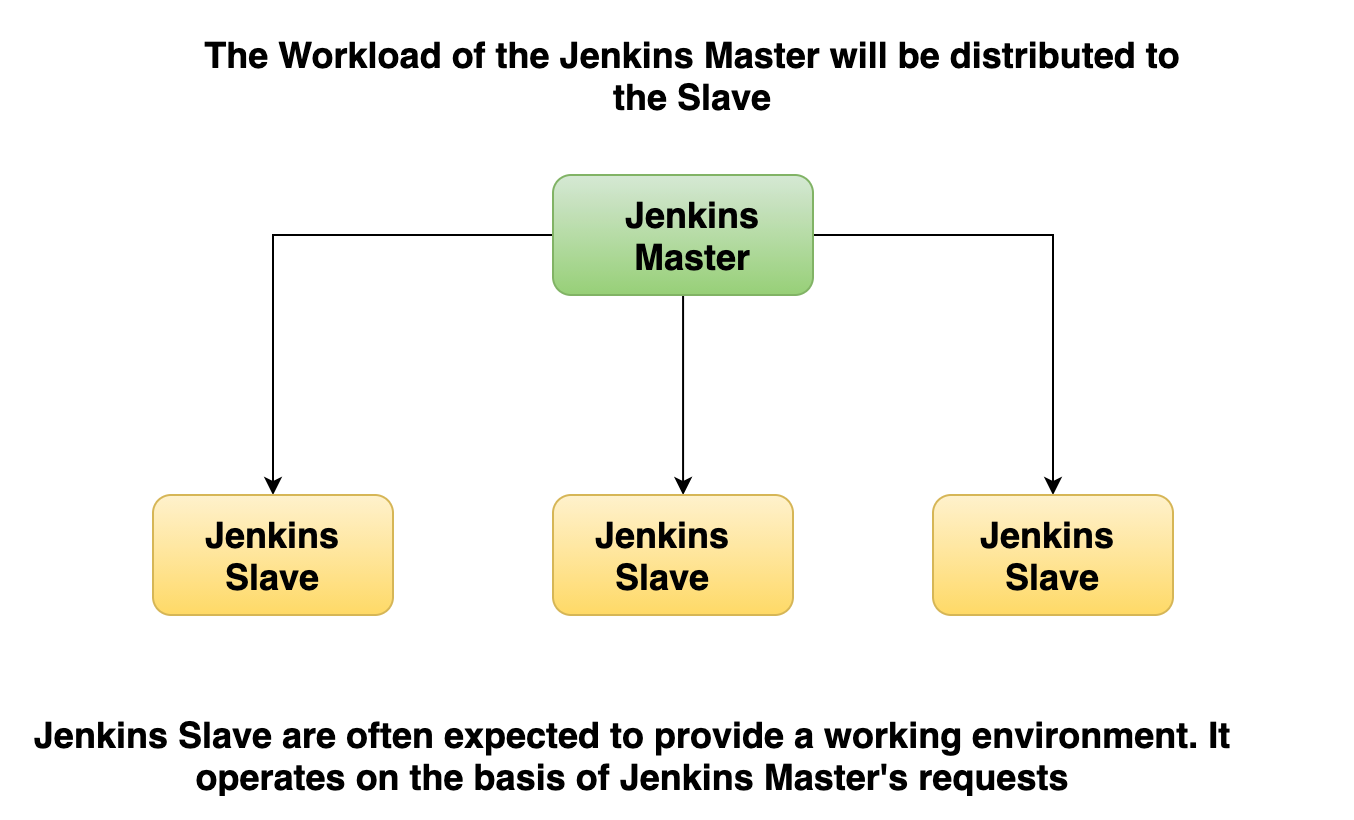 The Workload of the Jenkins Master will be distributed to
the Slave
Jenkins
Master
Jenkins
Slave
Jenkins
Slave
Jenkins
Slave
Jenkins Slave are often expected to provide a working environment. It
operates on the basis of Jenkins Master's requests